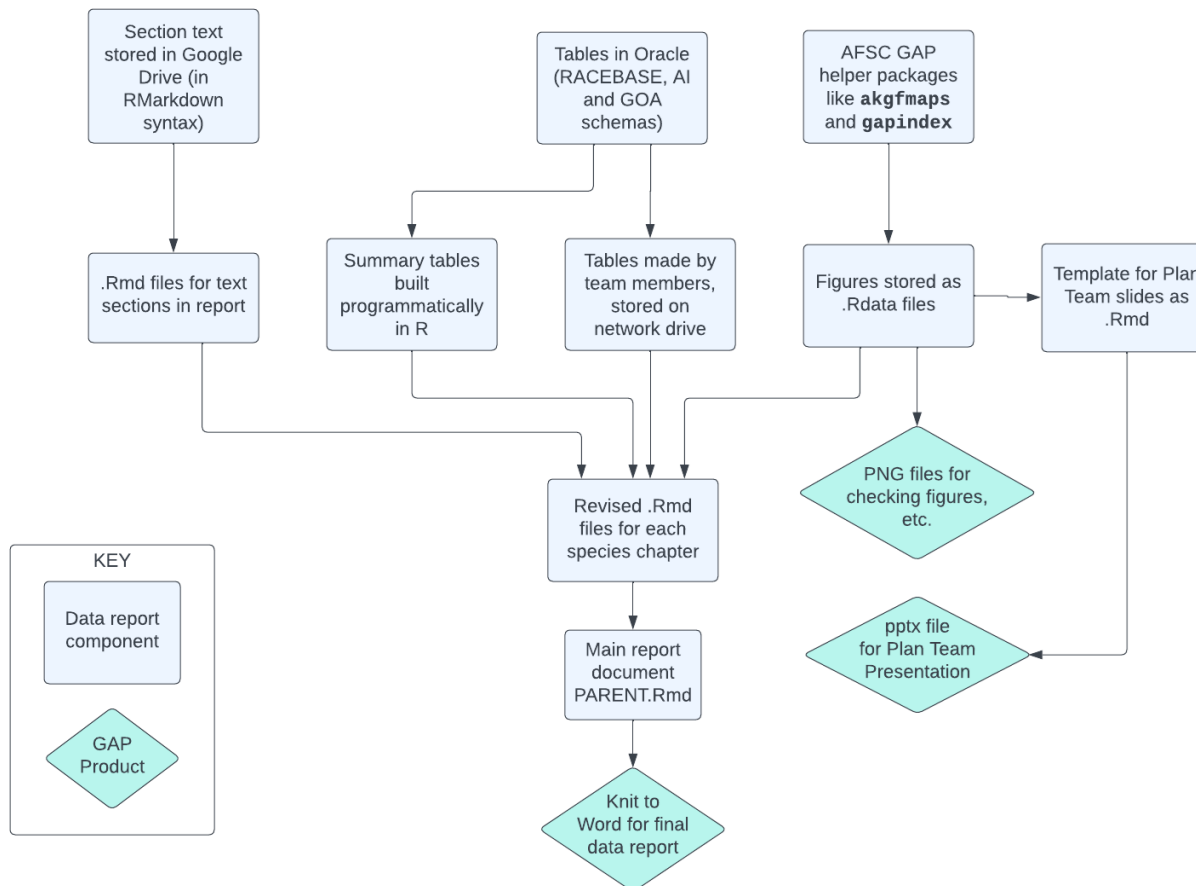 Section text
stored in Google
Drive (in
RMarkdown
syntax)
Tables in Oracle
(RACEBASE, AI
and GOA
schemas)
AFSC GAP
helper packages
like akgfmaps
and gapindex
.Rmd files for text
sections in report
Summary tables
built
programmatically
in R
Tables made by
team members,
stored on
network drive
Figures stored as
.Rdata files
Template for Plan
Team slides as
.Rmd
PNG files for
checking figures,
etc.
Revised .Rmd
files for each
species chapter
KEY
Data report
component
GAP
Product
Main report
document
PARENT.Rmd
pptx file
for Plan Team
Presentation
Knit to
Word for final
data report